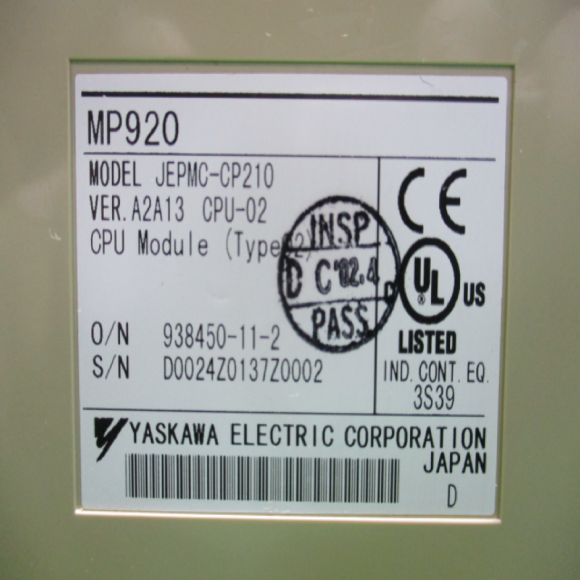 MP920
MODEL JEPMC-CP210
VER. A2A13 CPU-02
CPU Module (Type 2)
O/N 938450-11-2
S/N D0024Z0137Z0002
CE
UL US
®
LISTED
IND. CONT. EQ.
3S39
INSP
D C '02.4 D
PASS
YASKAWA ELECTRIC CORPORATION
JAPAN
D